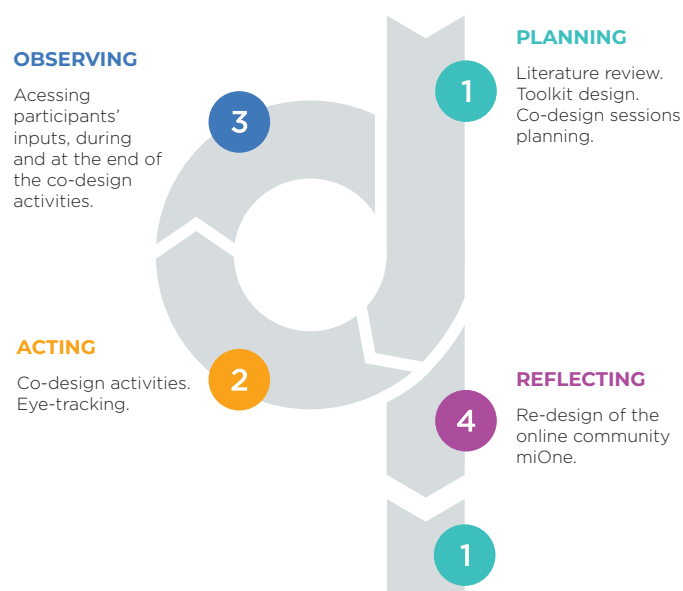 PLANNING
1
Literature review.
Toolkit design.
Co-design sessions
planning.
OBSERVING
3
Acessing
participants'
inputs, during
and at the end of
the co-design
activities.
ACTING
2
Co-design activities.
Eye-tracking.
REFLECTING
4
Re-design of the
online community
miOne.
1